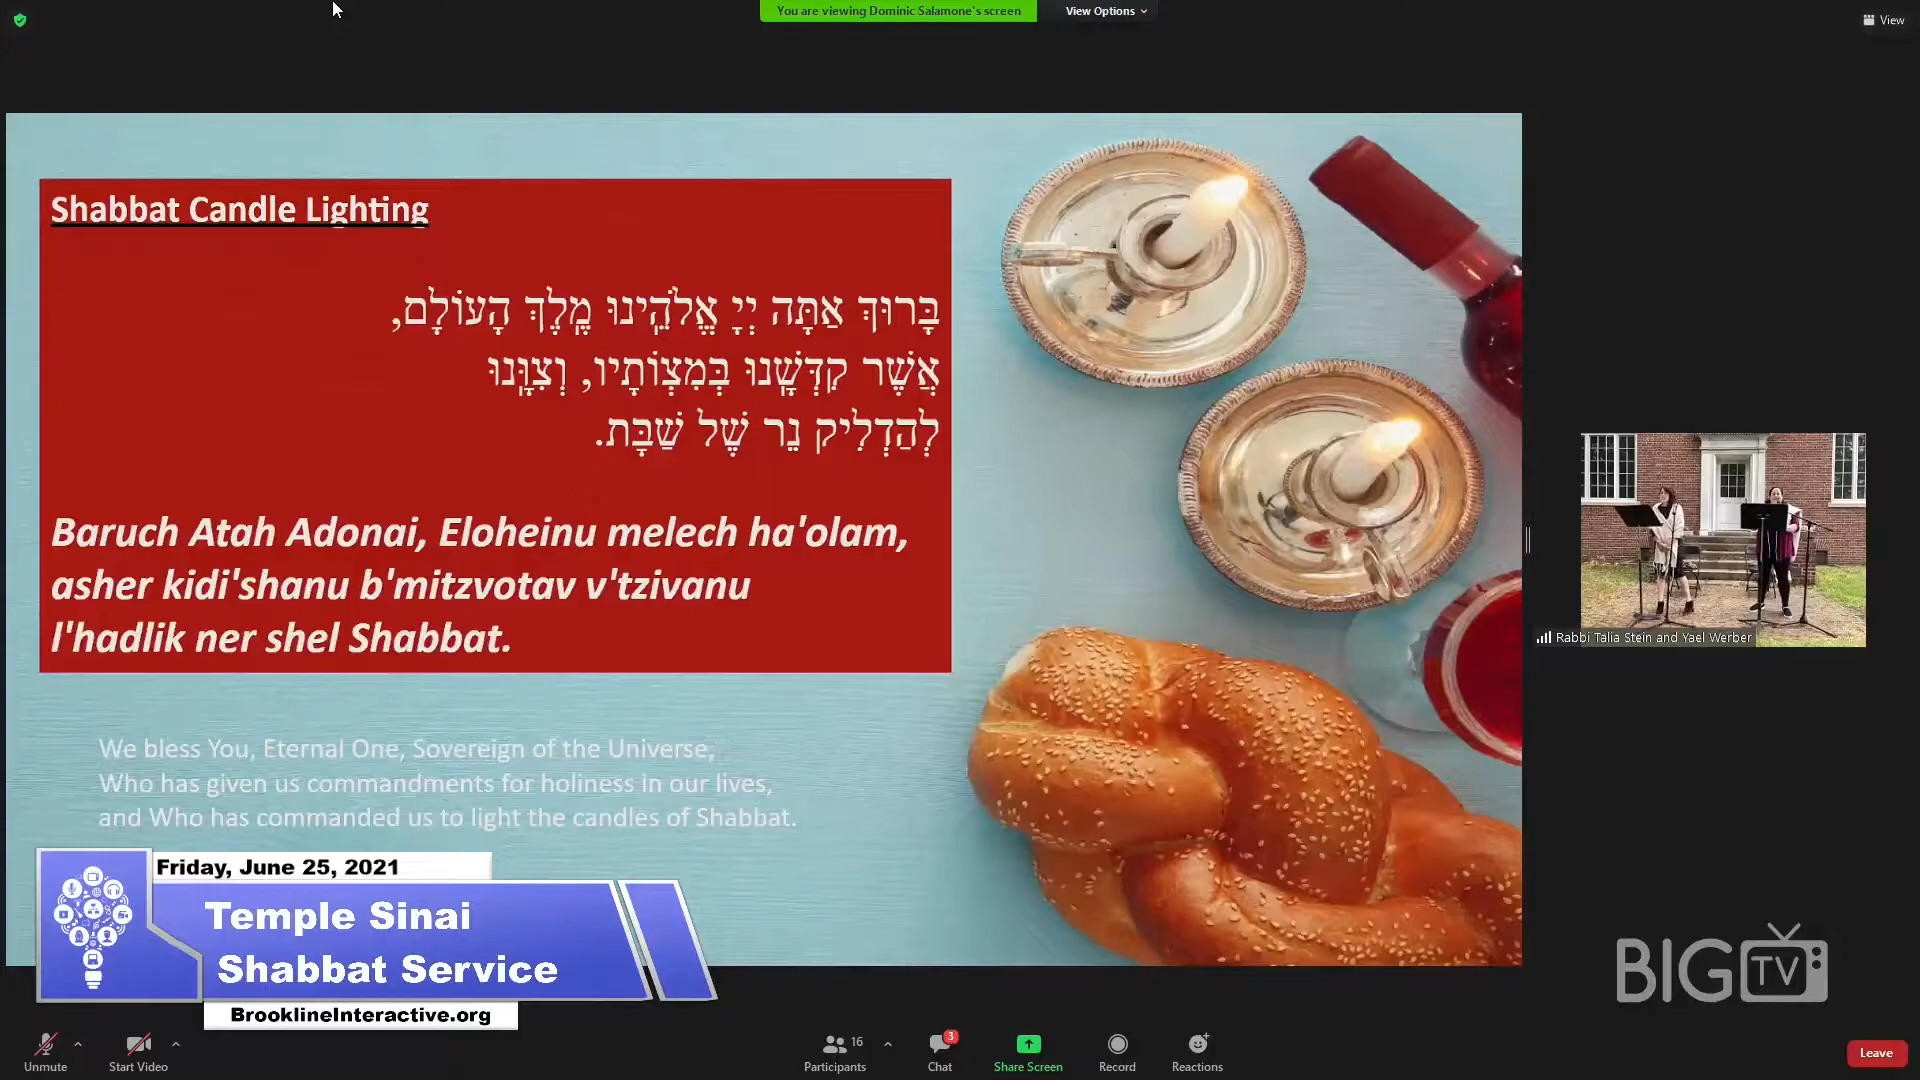 You are viewing Dominic Salamone's screen
View Options
View
Shabbat Candle Lighting
בָּרוּךְ אַתָּה יְיָ אֱלֹהֵֽינוּ מֶֽלֶךְ הָעוֹלָם,
אֲשֶׁר קִדְּשָֽׁנוּ בְּמִצְוֹתָיו, וְצִוָּֽנוּ
לְהַדְלִיק נֵר שֶׁל שַׁבָּת.
Baruch Atah Adonai, Eloheinu melech ha'olam,
asher kidi'shanu b'mitzvotav v'tzivanu
l'hadlik ner shel Shabbat.
We bless You, Eternal One, Sovereign of the Universe,
Who has given us commandments for holiness in our lives,
and Who has commanded us to light the candles of Shabbat.
Rabbi Talia Stein and Yael Werber
Friday, June 25, 2021
Temple Sinai
Shabbat Service
BrooklineInteractive.org
BIG TV
Unmute
Start Video
16
Participants
3
Chat
Share Screen
Record
Reactions
Leave